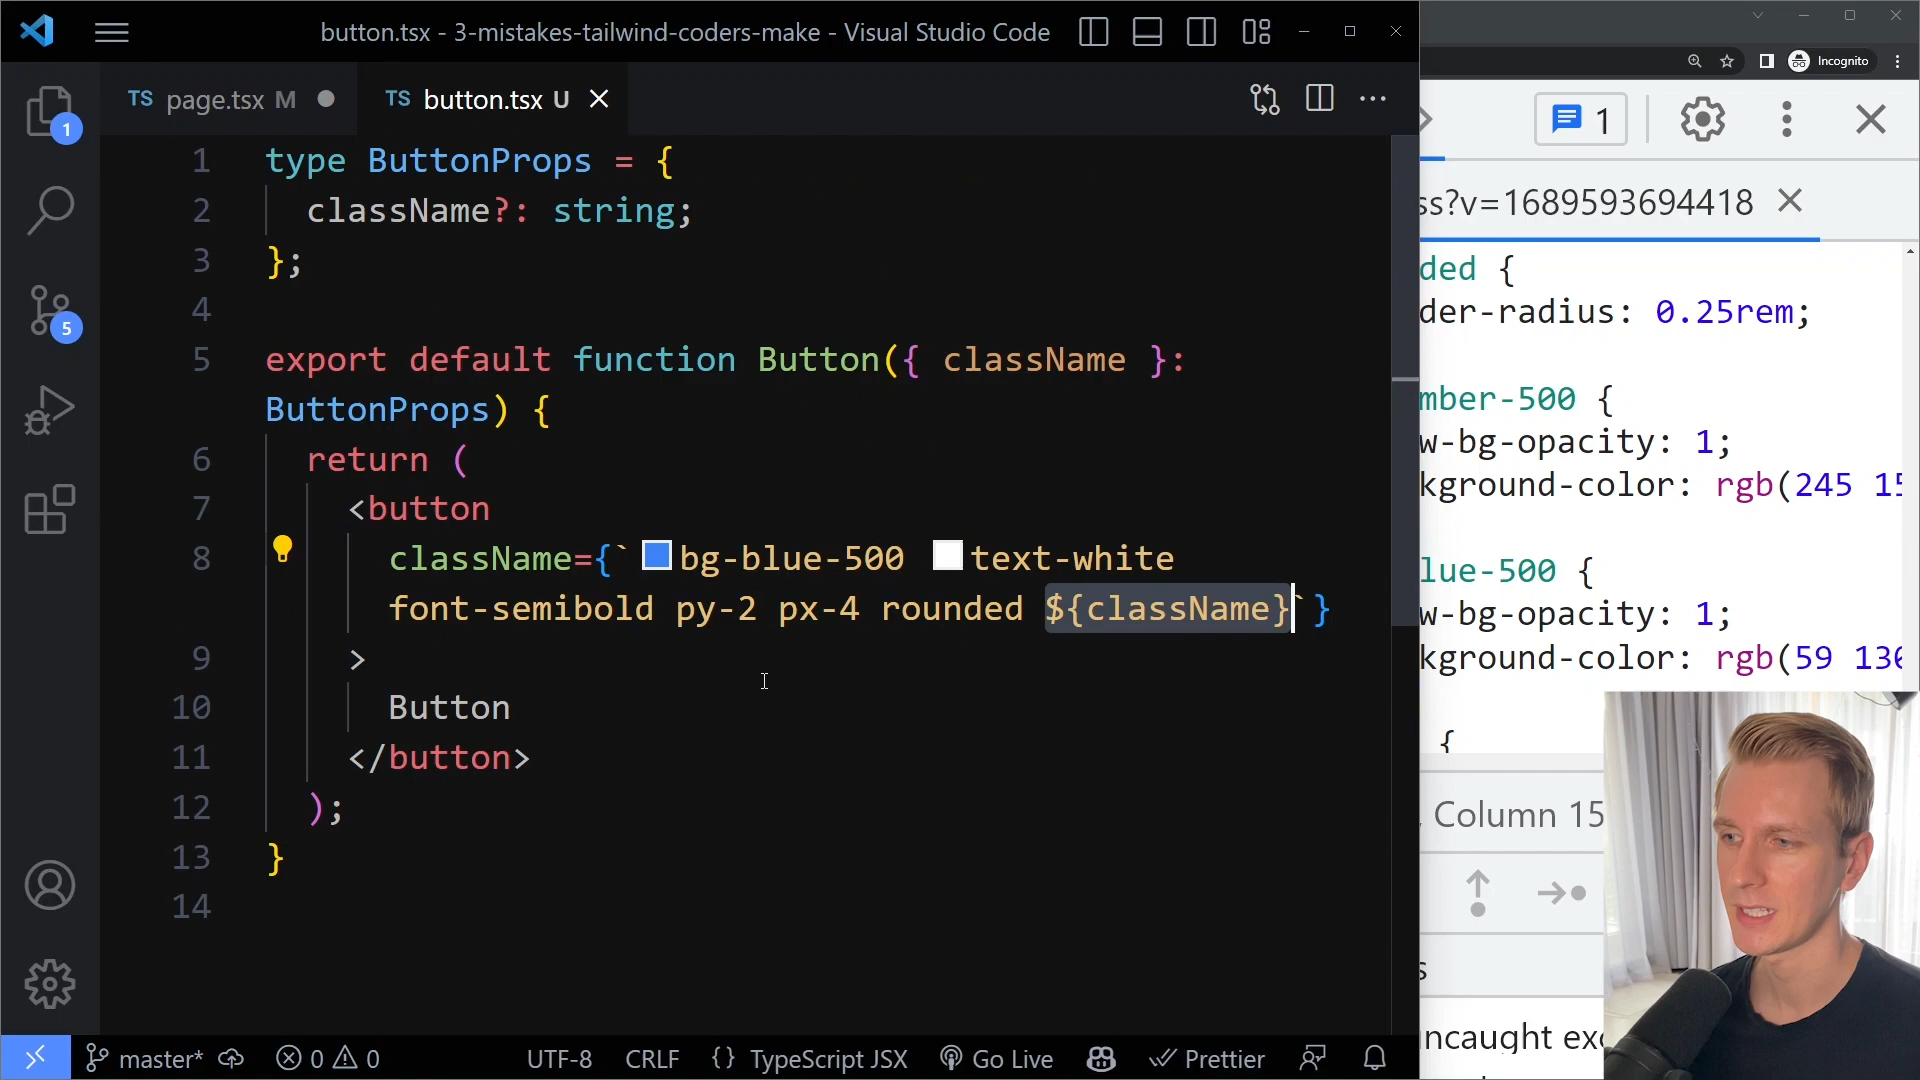 button.tsx - 3-mistakes-tailwind-coders-make - Visual Studio Code
Incognito
TS page.tsx M
TS button.tsx U
1
1
5
1 type ButtonProps = {
2 className?: string;
3 };
4
5 export default function Button({ className }:
ButtonProps) {
6 return (
7 <button
8 className={`bg-blue-500 text-white
font-semibold py-2 px-4 rounded ${className}`}
9 >
10 Button
11 </button>
12 );
13 }
14
ss?v=1689593694418
ded {
der-radius: 0.25rem;
mber-500 {
w-bg-opacity: 1;
kground-color: rgb(245 15
lue-500 {
w-bg-opacity: 1;
kground-color: rgb(59 130
{
, Column 15
s
ncaught exc
master* 0 0 UTF-8 CRLF {} TypeScript JSX Go Live Prettier